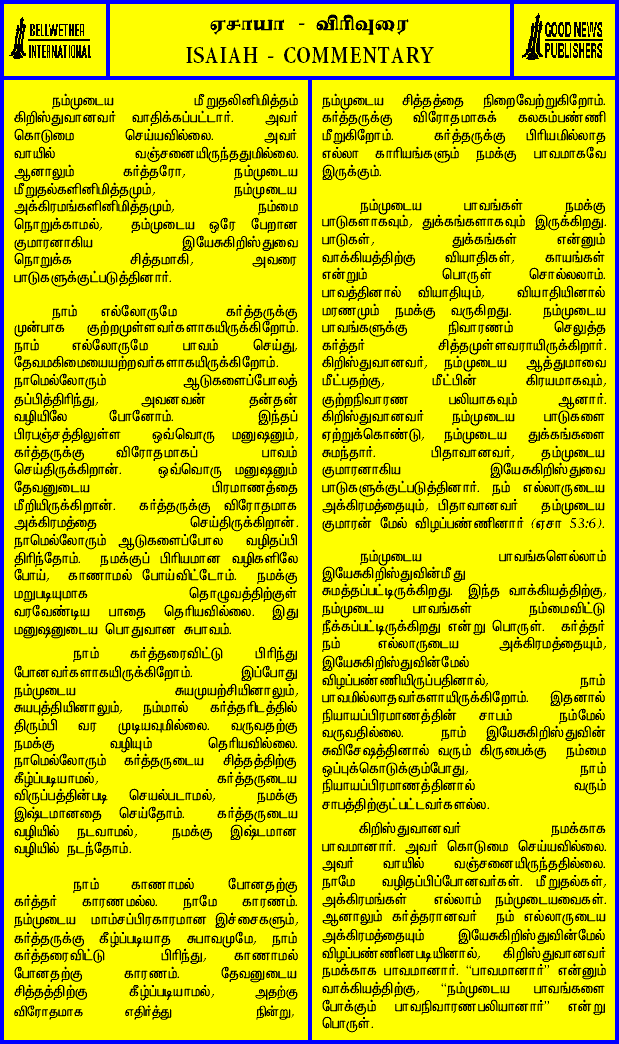 BELLWETHER
INTERNATIONAL
ஏசாயா - விரிவுரை
ISAIAH - COMMENTARY
GOOD NEWS
PUBLISHERS
நம்முடைய மீறுதலினிமித்தம்
கிறிஸ்துவானவர் வாதிக்கப்பட்டார். அவர்
கொடுமை செய்யவில்லை. அவர்
வாயில் வஞ்சனையிருந்ததுமில்லை.
ஆனாலும் கர்த்தரோ, நம்முடைய
மீறுதல்களினிமித்தமும், நம்முடைய
அக்கிரமங்களினிமித்தமும், நம்மை
நொறுக்காமல், தம்முடைய ஒரே பேறான
குமாரனாகிய இயேசுகிறிஸ்துவை
நொறுக்க சித்தமாகி, அவரை
பாடுகளுக்குட்படுத்தினார்.
நாம் எல்லோருமே கர்த்தருக்கு
முன்பாக குற்றமுள்ளவர்களாகயிருக்கிறோம்.
நாம் எல்லோருமே பாவம் செய்து,
தேவமகிமையையற்றவர்களாகயிருக்கிறோம்.
நாமெல்லோரும் ஆடுகளைப்போலத்
தப்பித்திரிந்து, அவனவன் தன்தன்
வழியிலே போனோம். இந்தப்
பிரபஞ்சத்திலுள்ள ஒவ்வொரு மனுஷனும்,
கர்த்தருக்கு விரோதமாகப் பாவம்
செய்திருக்கிறான். ஒவ்வொரு மனுஷனும்
தேவனுடைய பிரமாணத்தை
மீறியிருக்கிறான். கர்த்தருக்கு விரோதமாக
அக்கிரமத்தை செய்திருக்கிறான்.
நாமெல்லோரும் ஆடுகளைப்போல வழிதப்பி
திரிந்தோம். நமக்குப் பிரியமான வழிகளிலே
போய், காணாமல் போய்விட்டோம். நமக்கு
மறுபடியுமாக தொழுவத்திற்குள்
வரவேண்டிய பாதை தெரியவில்லை. இது
மனுஷனுடைய பொதுவான சுபாவம்.
நாம் கர்த்தரைவிட்டு பிரிந்து
போனவர்களாகயிருக்கிறோம். இப்போது
நம்முடைய சுயமுயற்சியினாலும்,
சுயபுத்தியினாலும், நம்மால் கர்த்தரிடத்தில்
திரும்பி வர முடியவுமில்லை. வருவதற்கு
நமக்கு வழியும் தெரியவில்லை.
நாமெல்லோரும் கர்த்தருடைய சித்தத்திற்கு
கீழ்ப்படியாமல், கர்த்தருடைய
விருப்பத்தின்படி செயல்படாமல், நமக்கு
இஷ்டமானதை செய்தோம். கர்த்தருடைய
வழியில் நடவாமல், நமக்கு இஷ்டமான
வழியில் நடந்தோம்.
நாம் காணாமல் போனதற்கு
கர்த்தர் காரணமல்ல. நாமே காரணம்.
நம்முடைய மாம்சப்பிரகாரமான இச்சைகளும்,
கர்த்தருக்கு கீழ்ப்படியாத சுபாவமுமே, நாம்
கர்த்தரைவிட்டு பிரிந்து, காணாமல்
போனதற்கு காரணம். தேவனுடைய
சித்தத்திற்கு கீழ்ப்படியாமல், அதற்கு
விரோதமாக எதிர்த்து நின்று,
நம்முடைய சித்தத்தை நிறைவேற்றுகிறோம்.
கர்த்தருக்கு விரோதமாகக் கலகம்பண்ணி
மீறுகிறோம். கர்த்தருக்கு பிரியமில்லாத
எல்லா காரியங்களும் நமக்கு பாவமாகவே
இருக்கும்.
நம்முடைய பாவங்கள் நமக்கு
பாடுகளாகவும், துக்கங்களாகவும் இருக்கிறது.
பாடுகள், துக்கங்கள் என்னும்
வாக்கியத்திற்கு வியாதிகள், காயங்கள்
என்றும் பொருள் சொல்லலாம்.
பாவத்தினால் வியாதியும், வியாதியினால்
மரணமும் நமக்கு வருகிறது. நம்முடைய
பாவங்களுக்கு நிவாரணம் செலுத்த
கர்த்தர் சித்தமுள்ளவராயிருக்கிறார்.
கிறிஸ்துவானவர், நம்முடைய ஆத்துமாவை
மீட்பதற்கு, மீட்பின் கிரயமாகவும்,
குற்றநிவாரண பலியாகவும் ஆனார்.
கிறிஸ்துவானவர் நம்முடைய பாடுகளை
ஏற்றுக்கொண்டு, நம்முடைய துக்கங்களை
சுமந்தார். பிதாவானவர், தம்முடைய
குமாரனாகிய இயேசுகிறிஸ்துவை
பாடுகளுக்குட்படுத்தினார். நம் எல்லாருடைய
அக்கிரமத்தையும், பிதாவானவர் தம்முடைய
குமாரன் மேல் விழப்பண்ணினார் (ஏசா 53:6).
நம்முடைய பாவங்களெல்லாம்
இயேசுகிறிஸ்துவின்மீது
சுமத்தப்பட்டிருக்கிறது. இந்த வாக்கியத்திற்கு,
நம்முடைய பாவங்கள் நம்மைவிட்டு
நீக்கப்பட்டிருக்கிறது என்று பொருள். கர்த்தர்
நம் எல்லாருடைய அக்கிரமத்தையும்,
இயேசுகிறிஸ்துவின்மேல்
விழப்பண்ணியிருப்பதினால், நாம்
பாவமில்லாதவர்களாயிருக்கிறோம். இதனால்
நியாயப்பிரமாணத்தின் சாபம் நம்மேல்
வருவதில்லை. நாம் இயேசுகிறிஸ்துவின்
சுவிசேஷத்தினால் வரும் கிருபைக்கு நம்மை
ஒப்புக்கொடுக்கும்போது, நாம்
நியாயப்பிரமாணத்தினால் வரும்
சாபத்திற்குட்பட்டவர்களல்ல.
கிறிஸ்துவானவர் நமக்காக
பாவமானார். அவர் கொடுமை செய்யவில்லை.
அவர் வாயில் வஞ்சனையிருந்ததில்லை.
நாமே வழிதப்பிப்போனவர்கள். மீறுதல்கள்,
அக்கிரமங்கள் எல்லாம் நம்முடையவைகள்.
ஆனாலும் கர்த்தரானவர் நம் எல்லாருடைய
அக்கிரமத்தையும் இயேசுகிறிஸ்துவின்மேல்
விழப்பண்ணினபடியினால், கிறிஸ்துவானவர்
நமக்காக பாவமானார். “பாவமானார்” என்னும்
வாக்கியத்திற்கு, “நம்முடைய பாவங்களை
போக்கும் பாவநிவாரணபலியானார்” என்று
பொருள்.